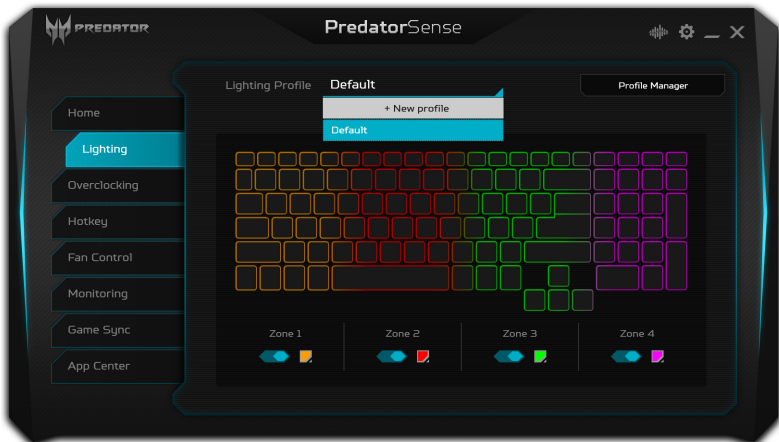 PREDATOR
PredatorSense
Lighting Profile Default
Profile Manager
+ New profile
Default
Home
Lighting
Overclocking
Hotkey
Fan Control
Monitoring
Game Sync
App Center
Zone 1 Zone 2 Zone 3 Zone 4